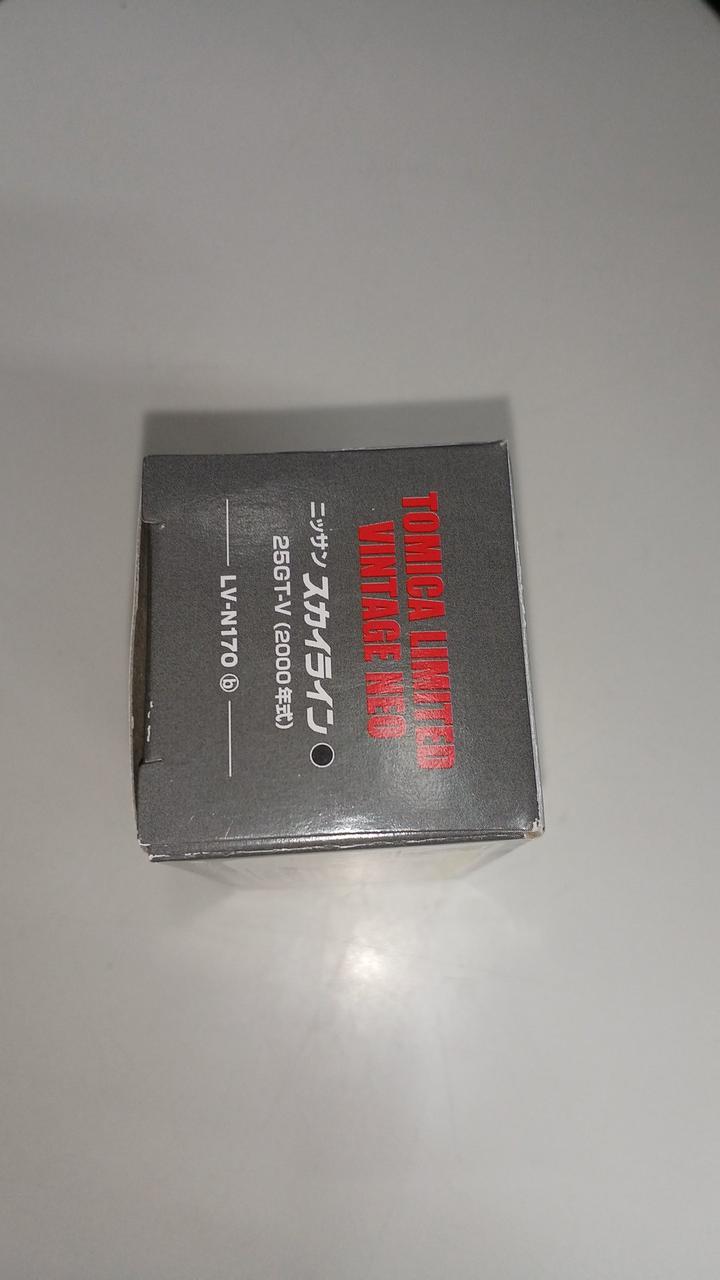 TOMICA LIMITED
VINTAGE NEO
ニッサン スカイライン
25GT-V (2000年式)
LV-N170 ⓑ